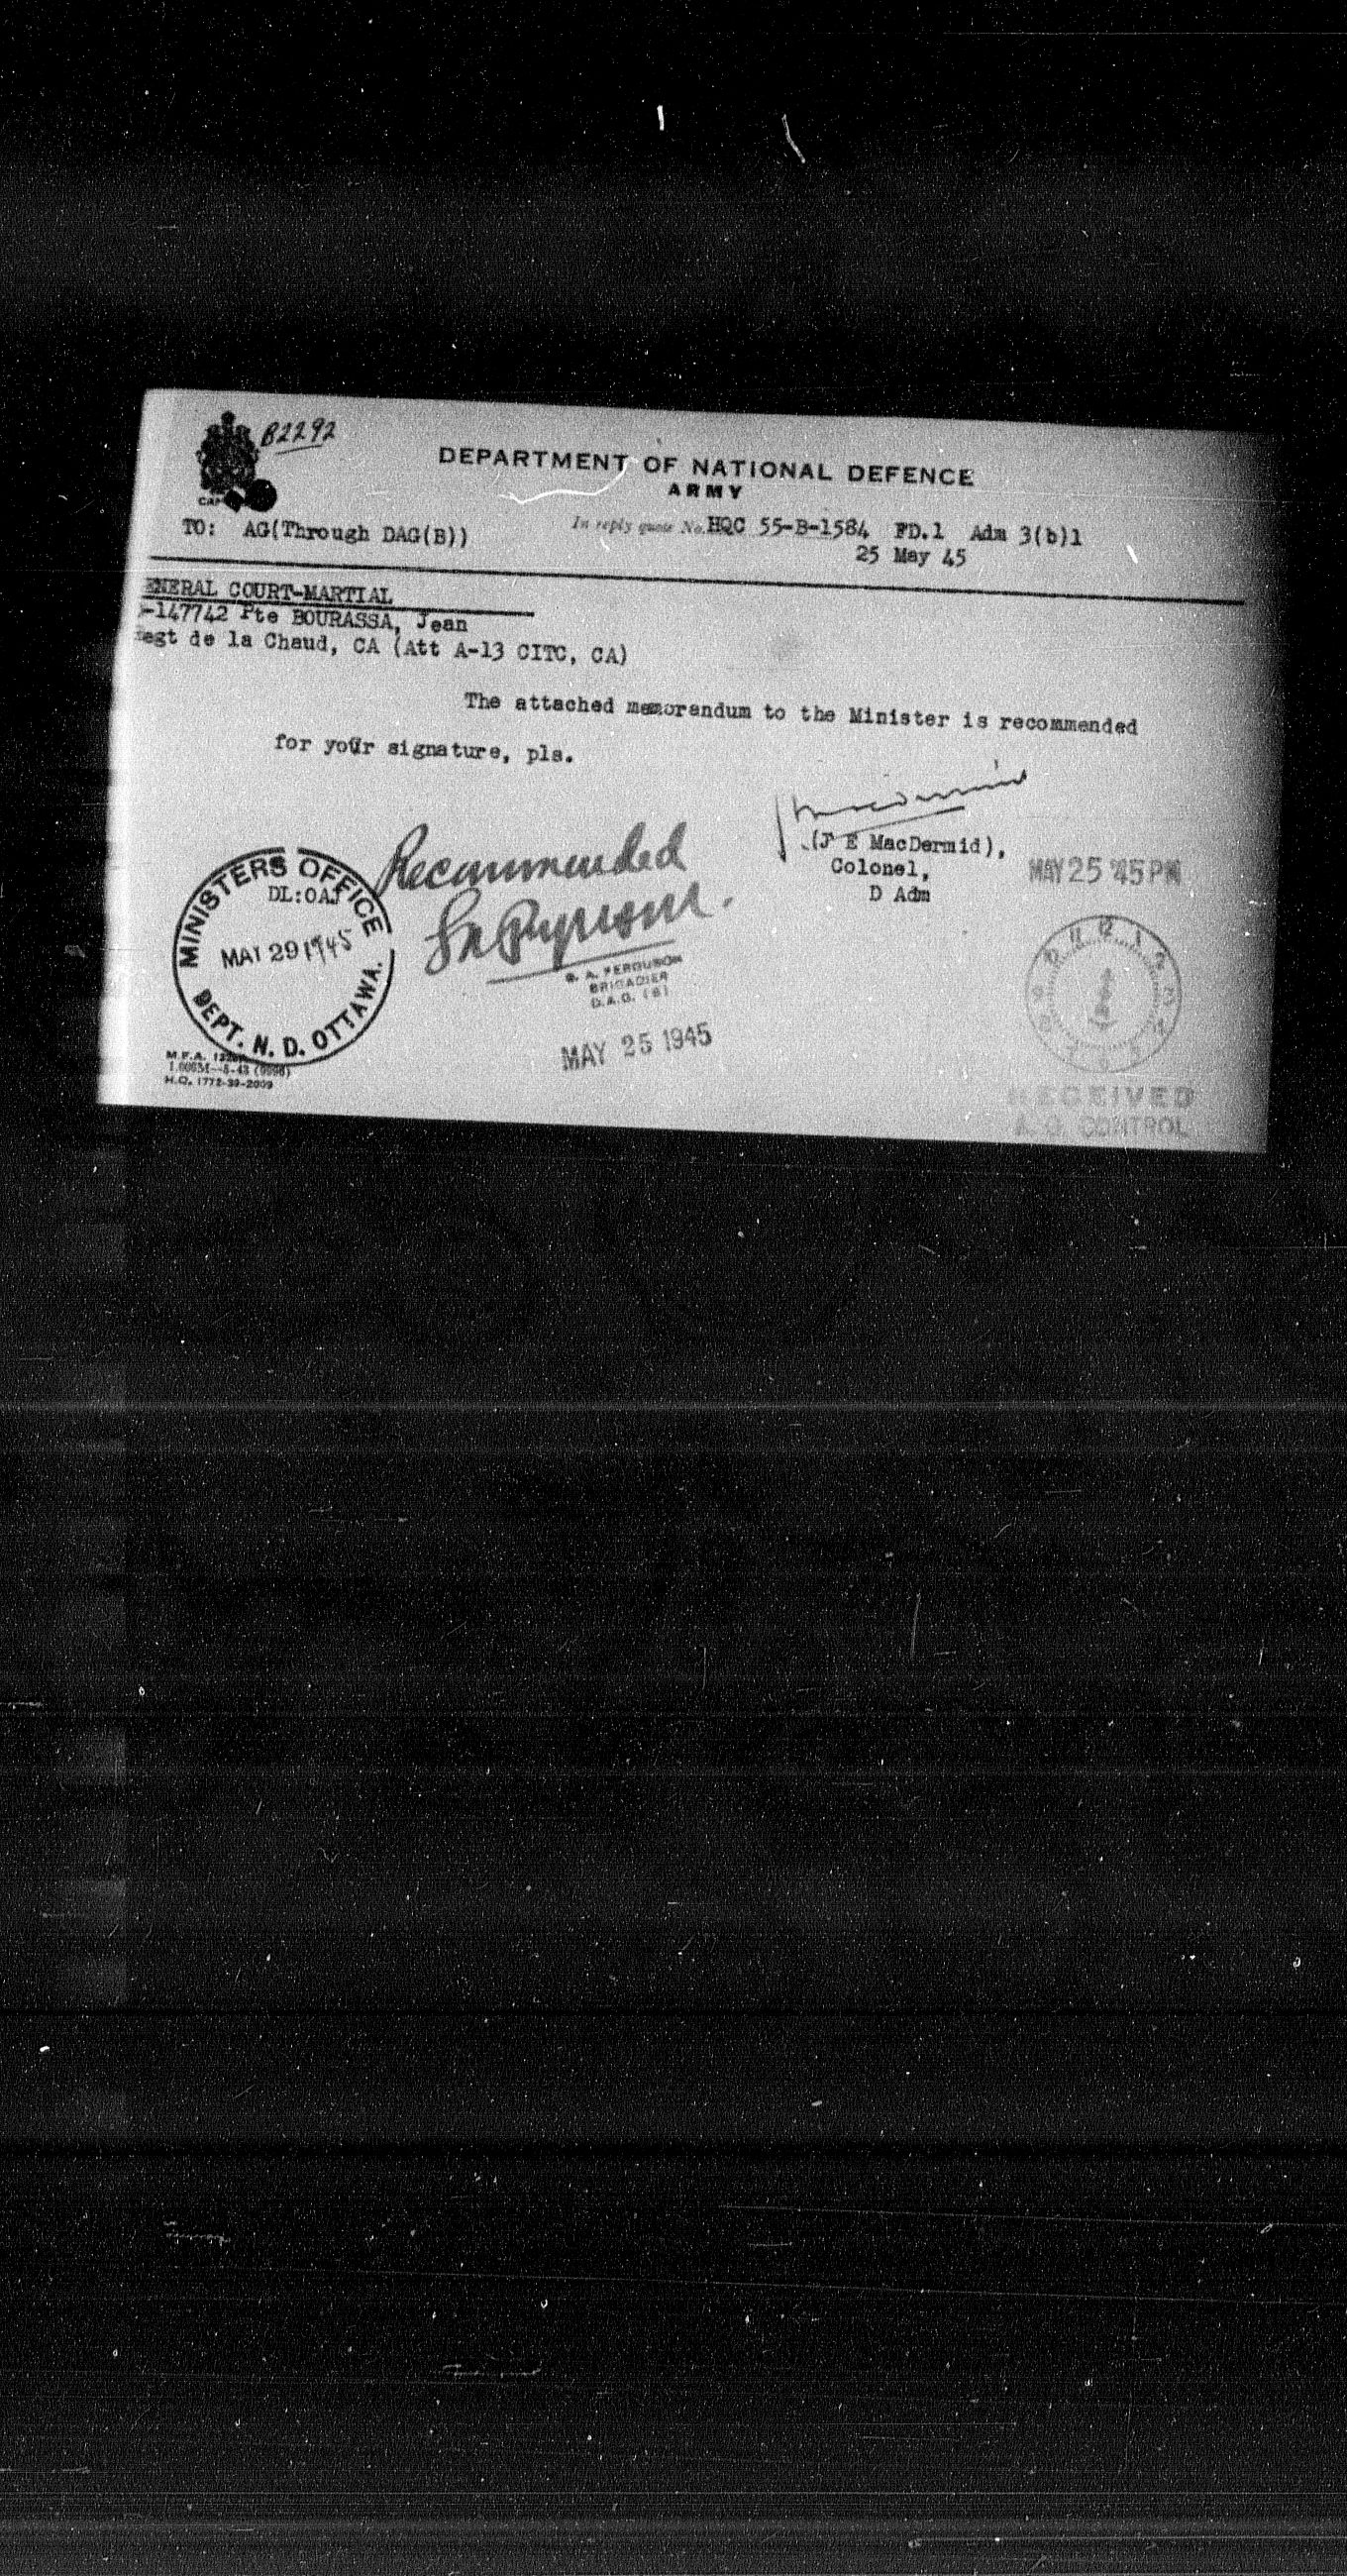 B2292
DEPARTMENT OF NATIONAL DEFENCE
ARMY
TO: AG(Through DAG(B))
In reply quote No. HQC 55-B-1584 FD.1 Adm 3(b)1
25 May 45
ENERAL COURT-MARTIAL
-147742 Pte BOURASSA, Jean
egt de la Chaud, CA (Att A-13 CITC, CA)
The attached memorandum to the Minister is recommended
for your signature, pls.
(J E MacDermid),
Colonel,
D Adm
MAY 25 '45 PM
Recommended
A. FERGUSON
BRIGADIER
D.A.G. (B)
MAY 25 1945
MINISTERS OFFICE
DL:OAJ
MAY 29 1945
DEPT. N. D. OTTAWA.
M.F.A.
H.Q. 1772-39-2009
RECEIVED
A. G. CONTROL